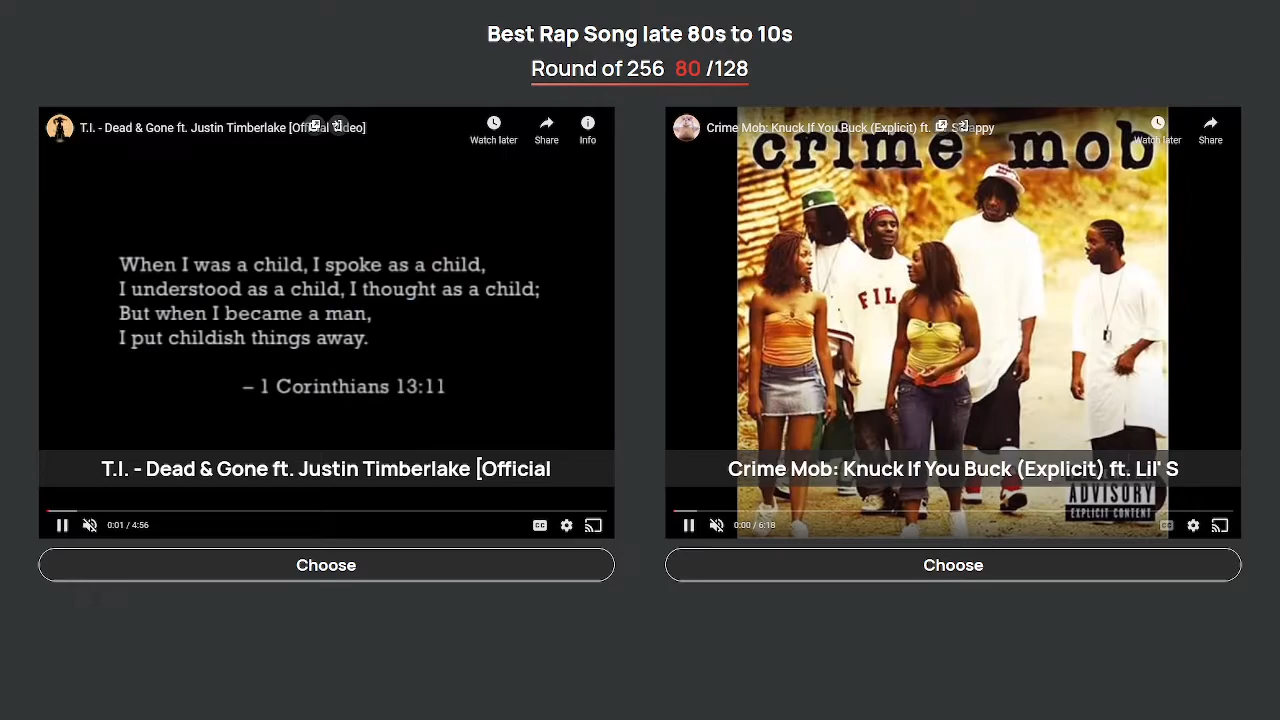 Best Rap Song late 80s to 10s
Round of 256 80 /128
T.I. - Dead & Gone ft. Justin Timberlake [Official Video]
Watch later
Share
Info
When I was a child, I spoke as a child,
I understood as a child, I thought as a child;
But when I became a man,
I put childish things away.
– 1 Corinthians 13:11
T.I. - Dead & Gone ft. Justin Timberlake [Official
0:01 / 4:56
CC
Choose
Crime Mob: Knuck If You Buck (Explicit) ft.
Watch later
Share
crime mob
FIL
Crime Mob: Knuck If You Buck (Explicit) ft. Lil' S
ADVISORY
EXPLICIT CONTENT
0:00 / 6:18
CC
Choose